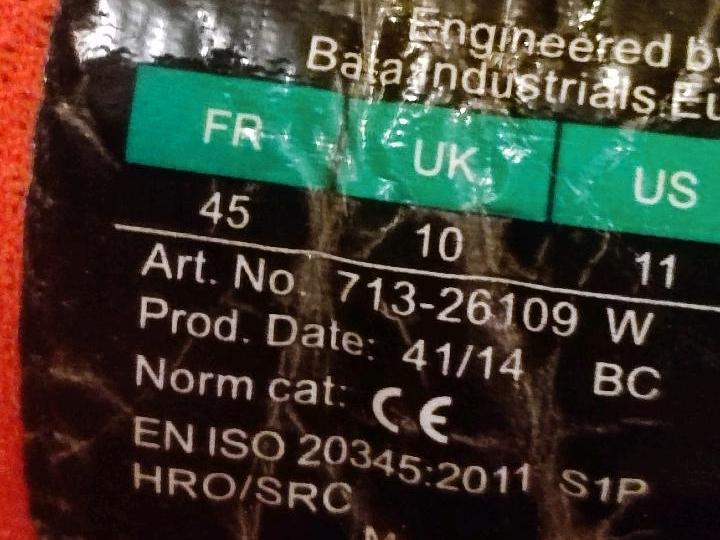 Engineered by
Bata Industrials Eu
FR UK US
45 10 11
Art. No. 713-26109 W
Prod. Date: 41/14 BC
Norm cat: CE
EN ISO 20345:2011 S1P
HRO/SRC